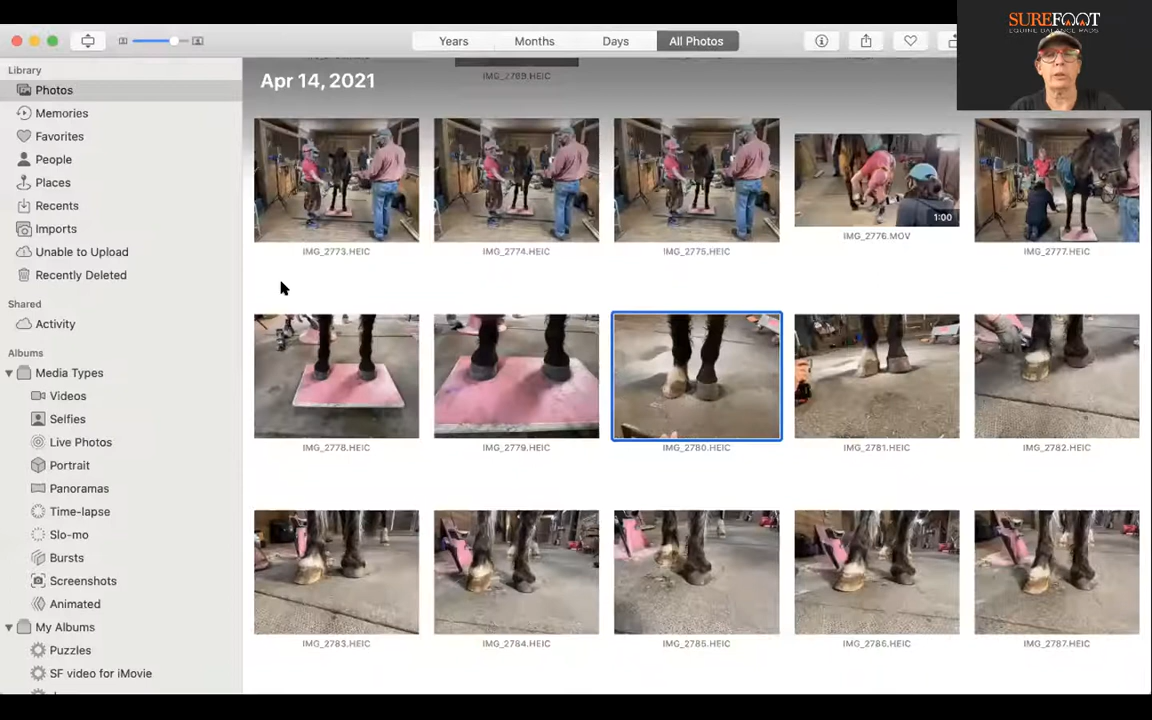 SUREFOOT
EQUINE BALANCE PADS
Years
Months
Days
All Photos
Library
Photos
Memories
Favorites
People
Places
Recents
Imports
Unable to Upload
Recently Deleted
Shared
Activity
Albums
Media Types
Videos
Selfies
Live Photos
Portrait
Panoramas
Time-lapse
Slo-mo
Bursts
Screenshots
Animated
My Albums
Puzzles
SF video for iMovie
Apr 14, 2021
IMG_2769.HEIC
1:00
IMG_2773.HEIC
IMG_2774.HEIC
IMG_2775.HEIC
IMG_2776.MOV
IMG_2777.HEIC
IMG_2778.HEIC
IMG_2779.HEIC
IMG_2780.HEIC
IMG_2781.HEIC
IMG_2782.HEIC
IMG_2783.HEIC
IMG_2784.HEIC
IMG_2785.HEIC
IMG_2786.HEIC
IMG_2787.HEIC